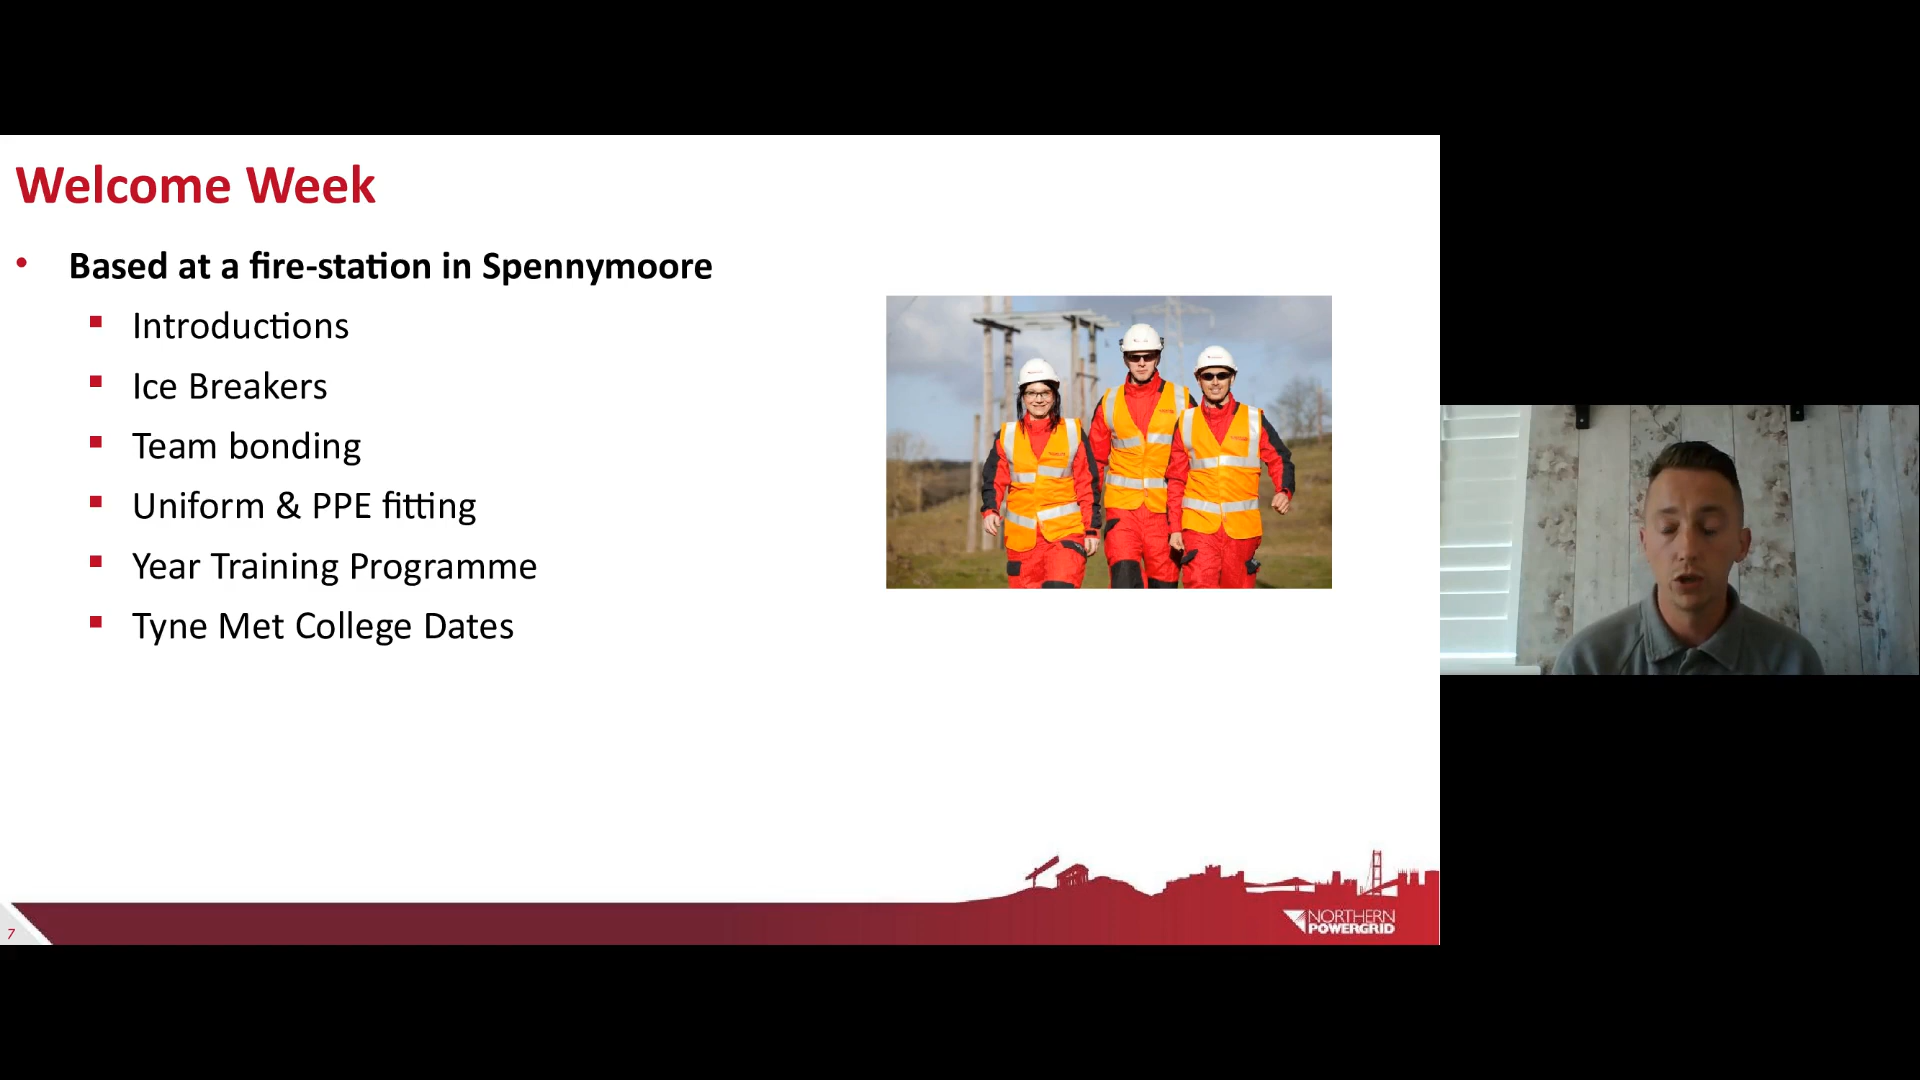 Welcome Week
• Based at a fire-station in Spennymoore
▪ Introductions
▪ Ice Breakers
▪ Team bonding
▪ Uniform & PPE fitting
▪ Year Training Programme
▪ Tyne Met College Dates
7
NORTHERN
POWERGRID